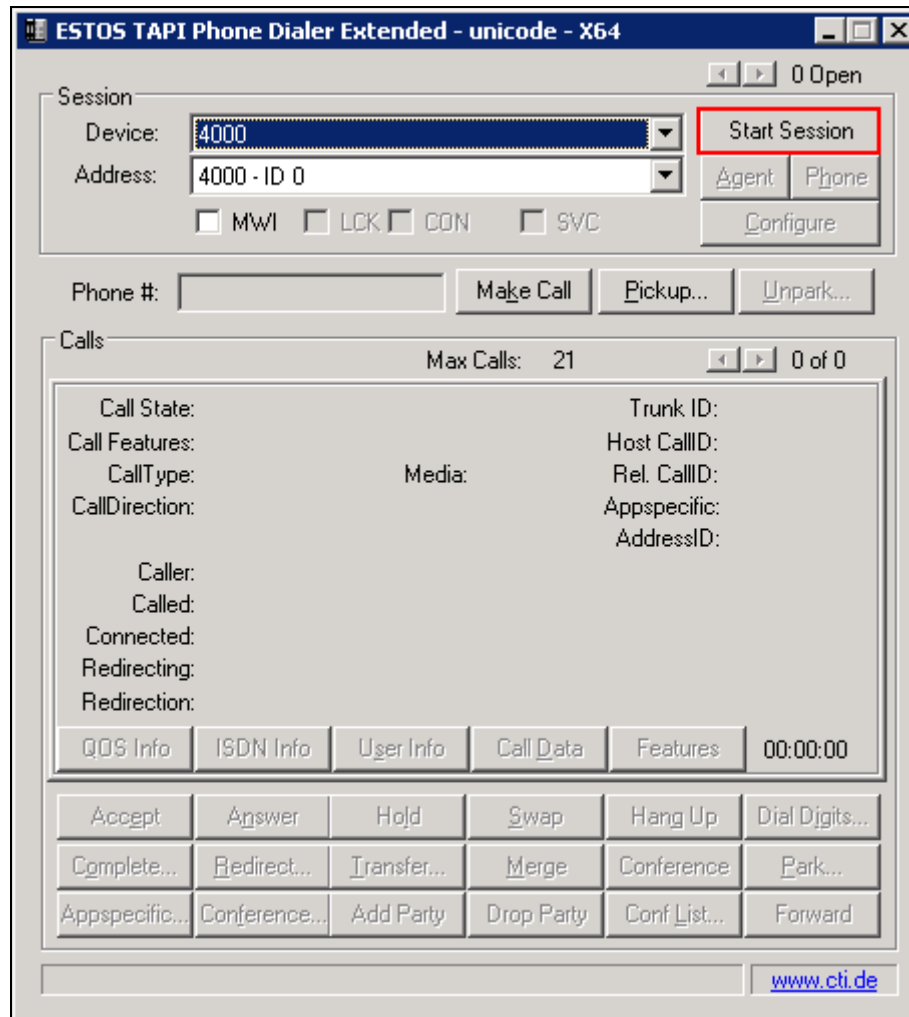 ESTOS TAPI Phone Dialer Extended - unicode - X64
0 Open
Session
Device: 4000 Start Session
Address: 4000 - ID 0 Agent Phone
MWI LCK CON SVC Configure
Phone #: Make Call Pickup... Unpark...
Calls
Max Calls: 21 0 of 0
Call State: Trunk ID:
Call Features: Host CallID:
CallType: Media: Rel. CallID:
CallDirection: Appspecific:
AddressID:
Caller:
Called:
Connected:
Redirecting:
Redirection:
QOS Info ISDN Info User Info Call Data Features 00:00:00
Accept Answer Hold Swap Hang Up Dial Digits...
Complete... Redirect... Transfer... Merge Conference Park...
Appspecific... Conference... Add Party Drop Party Conf List... Forward
www.cti.de